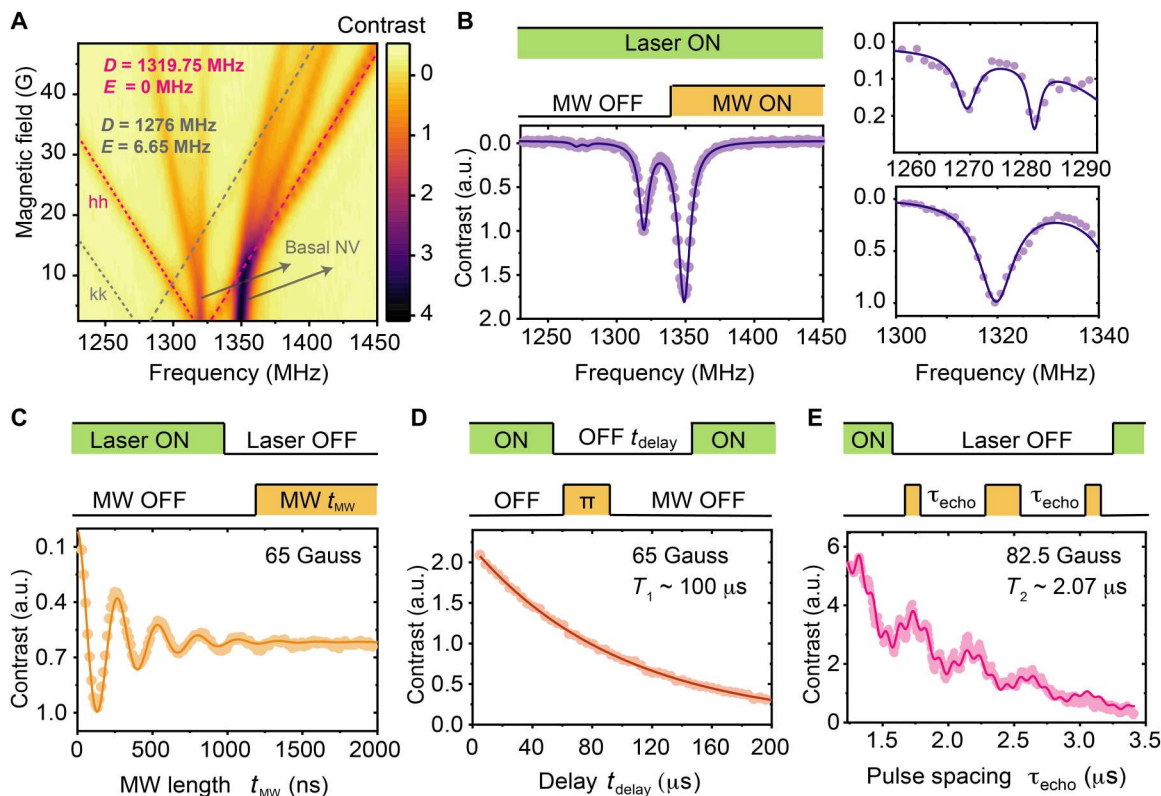 A
Contrast
D = 1319.75 MHz
E = 0 MHz
D = 1276 MHz
E = 6.65 MHz
hh
kk
Basal NV
Magnetic field (G)
40
30
20
10
1250 1300 1350 1400 1450
Frequency (MHz)
0
1
2
3
4
B
Laser ON
MW OFF
MW ON
Contrast (a.u.)
0.0
0.5
1.0
1.5
2.0
1250 1300 1350 1400 1450
Frequency (MHz)
0.0
0.1
0.2
1260 1270 1280 1290
0.0
0.5
1.0
1300 1310 1320 1330 1340
Frequency (MHz)
C
Laser ON
Laser OFF
MW OFF
MW tMW
65 Gauss
Contrast (a.u.)
0.1
0.4
0.7
1.0
0 500 1000 1500 2000
MW length tMW (ns)
D
ON
OFF tdelay
ON
OFF
π
MW OFF
65 Gauss
T1 ~ 100 μs
Contrast (a.u.)
2.0
1.5
1.0
0.5
0.0
0 40 80 120 160 200
Delay tdelay (μs)
E
ON
Laser OFF
τecho
τecho
82.5 Gauss
T2 ~ 2.07 μs
Contrast (a.u.)
6
4
2
0
1.5 2.0 2.5 3.0 3.5
Pulse spacing τecho (μs)